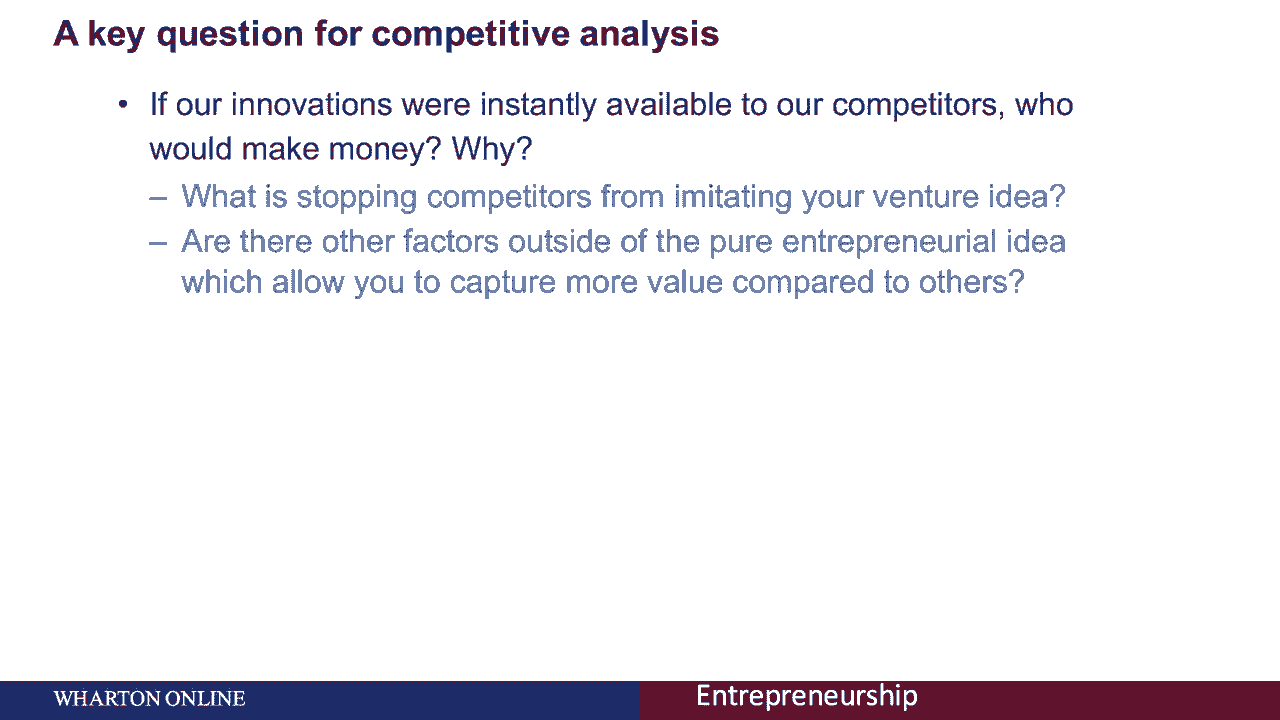 A key question for competitive analysis
• If our innovations were instantly available to our competitors, who
would make money? Why?
– What is stopping competitors from imitating your venture idea?
– Are there other factors outside of the pure entrepreneurial idea
which allow you to capture more value compared to others?
WHARTON ONLINE
Entrepreneurship